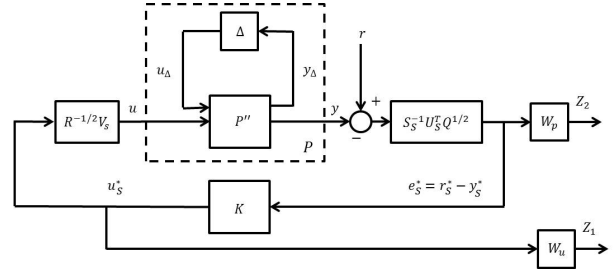 Δ
r
u_Δ
y_Δ
R^{-1/2}V_s
u
P''
y
+
−
S_S^{-1}U_S^T Q^{1/2}
W_p
Z_2
P
u_S^*
K
e_S^* = r_S^* − y_S^*
Z_1
W_u